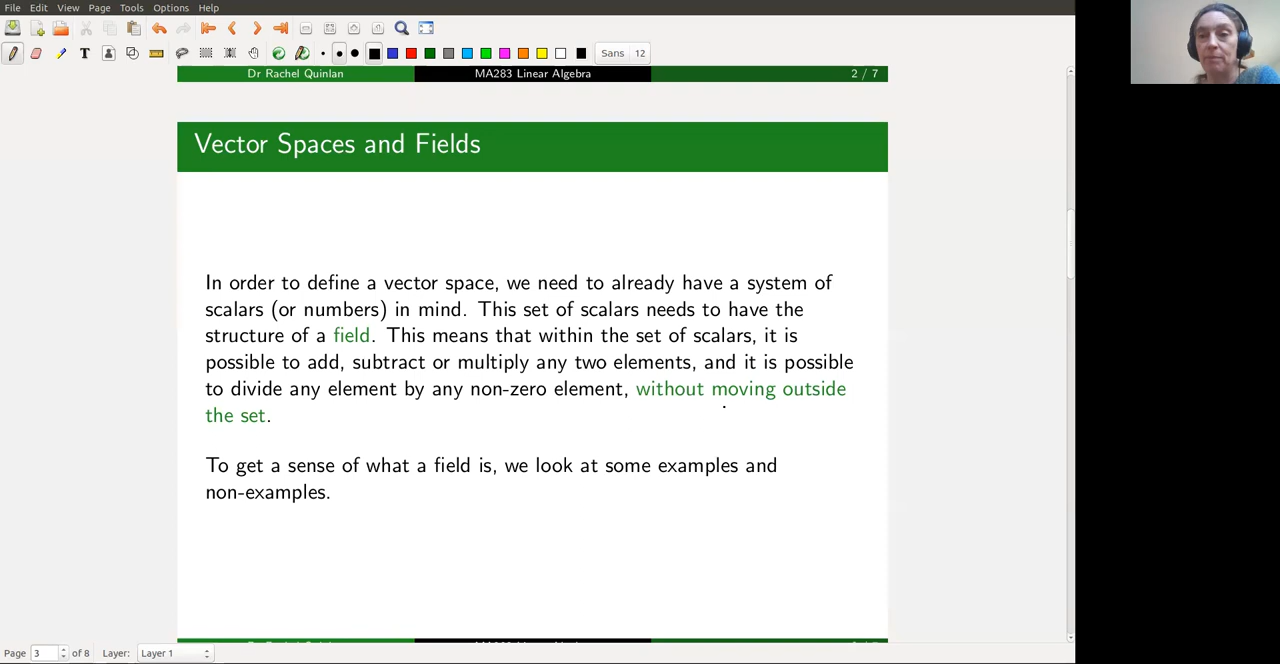 File Edit View Page Tools Options Help
T Sans 12
Dr Rachel Quinlan MA283 Linear Algebra 2 / 7
Vector Spaces and Fields
In order to define a vector space, we need to already have a system of
scalars (or numbers) in mind. This set of scalars needs to have the
structure of a field. This means that within the set of scalars, it is
possible to add, subtract or multiply any two elements, and it is possible
to divide any element by any non-zero element, without moving outside
the set.
To get a sense of what a field is, we look at some examples and
non-examples.
Page 3 of 8 Layer: Layer 1